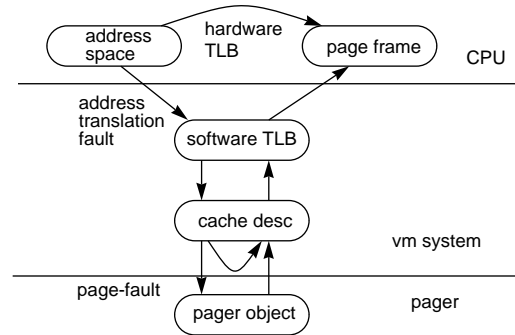 address
space
hardware
TLB
page frame
CPU
address
translation
fault
software TLB
cache desc
vm system
page-fault
pager object
pager